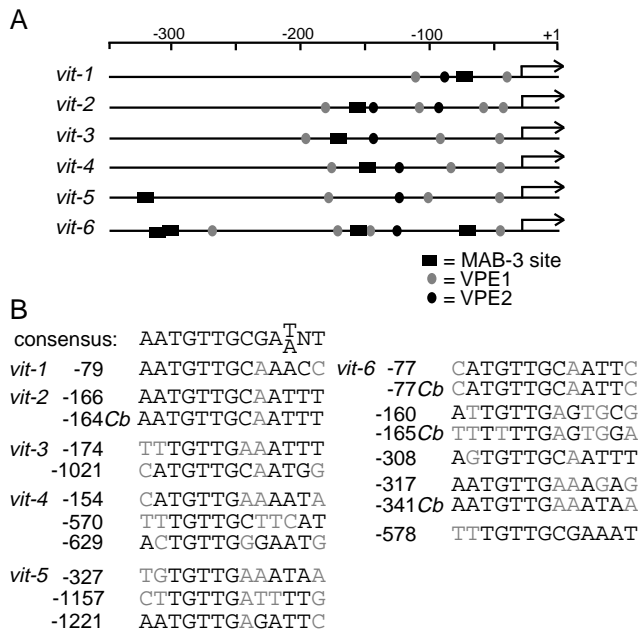 A
-300 -200 -100 +1
vit-1
vit-2
vit-3
vit-4
vit-5
vit-6
= MAB-3 site
= VPE1
= VPE2
B
consensus: AATGTTGCGATNT
A
vit-1 -79 AATGTTGCAAACC
vit-2 -166 AATGTTGCAATTT
-164Cb AATGTTGCAATTT
vit-3 -174 TTTGTTGAAATTT
-1021 CATGTTGCAATGG
vit-4 -154 CATGTTGAAAATA
-570 TTTGTTGCTTCAT
-629 ACTGTTGGGAATG
vit-5 -327 TGTGTTGAAATAA
-1157 CTTGTTGATTTTG
-1221 AATGTTGAGATTC
vit-6 -77 CATGTTGCAATTC
-77Cb CATGTTGCAATTC
-160 ATTGTTGAGTGCG
-165Cb TTTTTTGAGTGGA
-308 AGTGTTGCAATTT
-317 AATGTTGAAAGAG
-341Cb AATGTTGAAATAA
-578 TTTGTTGCGAAAT